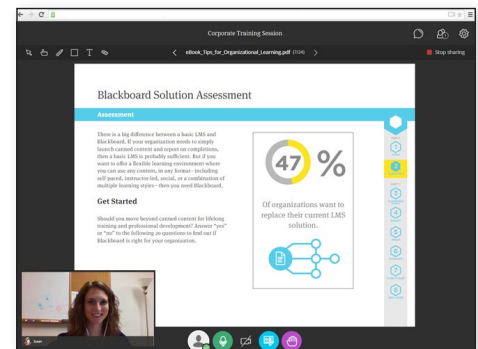 Corporate Training Session
eBook_Tips_for_Organizational_Learning.pdf (7/24)
Stop sharing
Blackboard Solution Assessment
Assessment
There is a big difference between a basic LMS and
Blackboard. If your organization needs to simply
launch canned content and report on completions,
then a basic LMS is probably sufficient. But if you
want to offer a flexible learning environment where
you can use any content, in any format–including
self paced, instructor-led, social, or a combination of
multiple learning styles–then you need Blackboard.
Get Started
Should you move beyond canned content for lifelong
training and professional development? Answer "yes"
or "no" to the following 20 questions to find out if
Blackboard is right for your organization.
47 %
Of organizations want to
replace their current LMS
solution.
1
2
3
4
5
6
7
8